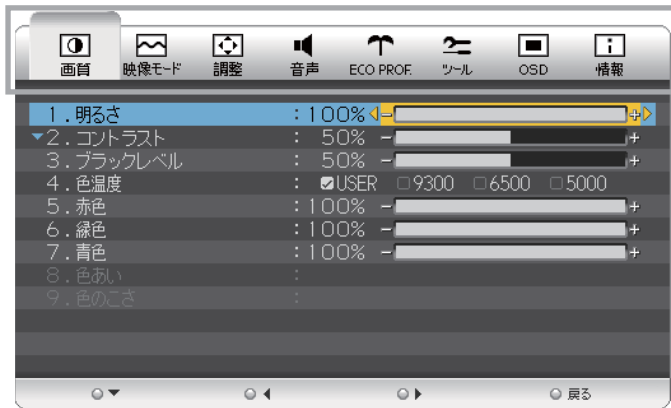 画質 映像モード 調整 音声 ECO PROF. ツール OSD 情報
1.明るさ :100% - +
2.コントラスト : 50% - +
3.ブラックレベル : 50% - +
4.色温度 : USER 9300 6500 5000
5.赤色 :100% - +
6.緑色 :100% - +
7.青色 :100% - +
8.色あい :
9.色のこさ :
戻る